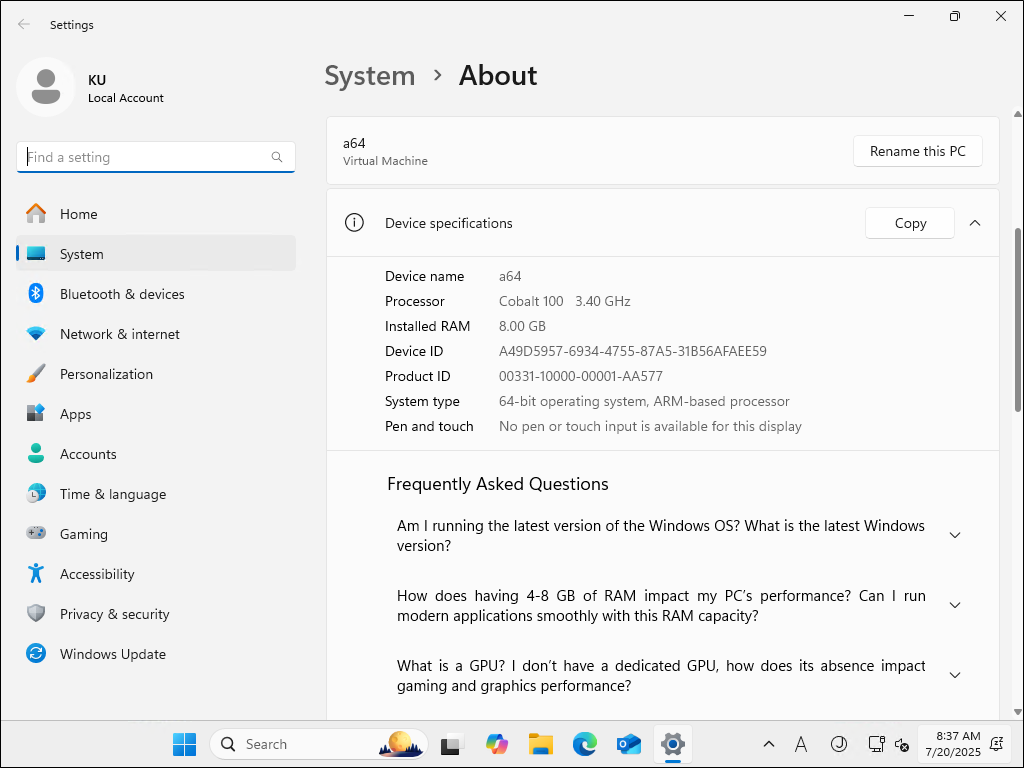 Settings
KU
Local Account
Find a setting
Home
System
Bluetooth & devices
Network & internet
Personalization
Apps
Accounts
Time & language
Gaming
Accessibility
Privacy & security
Windows Update
System > About
a64
Virtual Machine
Rename this PC
Device specifications
Copy
Device name a64
Processor Cobalt 100 3.40 GHz
Installed RAM 8.00 GB
Device ID A49D5957-6934-4755-87A5-31B56AFAEE59
Product ID 00331-10000-00001-AA577
System type 64-bit operating system, ARM-based processor
Pen and touch No pen or touch input is available for this display
Frequently Asked Questions
Am I running the latest version of the Windows OS? What is the latest Windows
version?
How does having 4-8 GB of RAM impact my PC's performance? Can I run
modern applications smoothly with this RAM capacity?
What is a GPU? I don't have a dedicated GPU, how does its absence impact
gaming and graphics performance?
Search
A
J
8:37 AM
7/20/2025